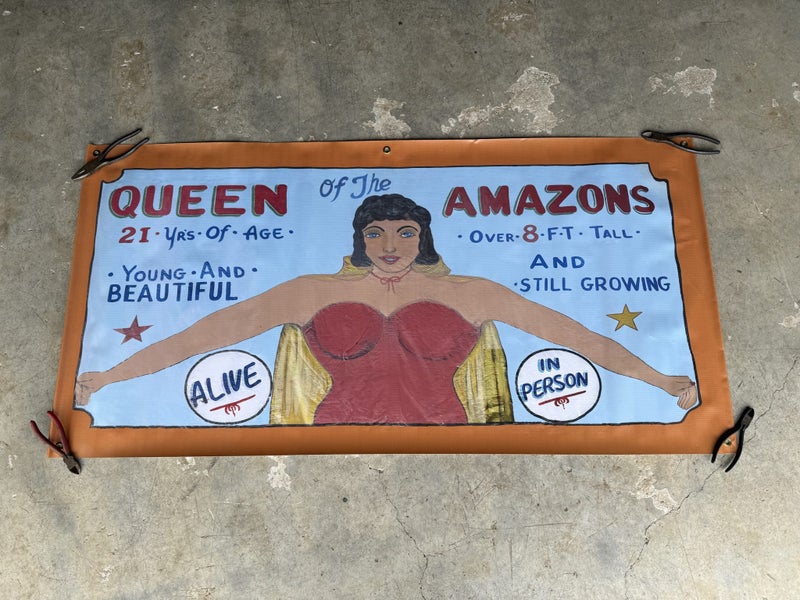 QUEEN Of The AMAZONS
21 · YRS · OF · AGE ·
· YOUNG · AND ·
BEAUTIFUL
· OVER · 8 · F·T · TALL ·
AND
· STILL GROWING
ALIVE
IN
PERSON